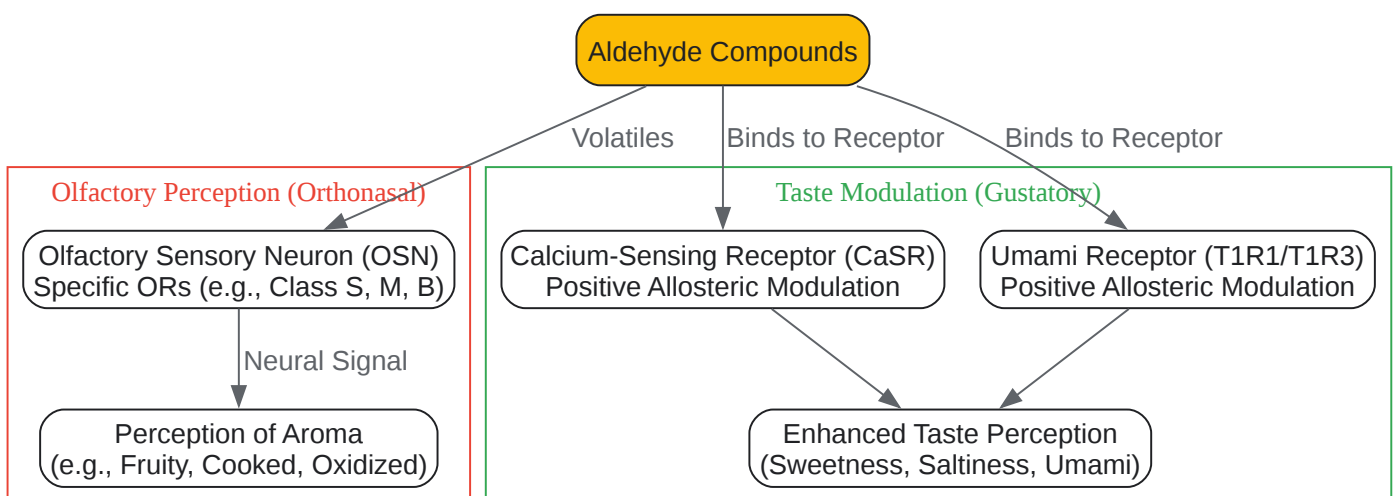 Aldehyde Compounds
Volatiles
Binds to Receptor
Binds to Receptor
Olfactory Perception (Orthonasal)
Taste Modulation (Gustatory)
Olfactory Sensory Neuron (OSN)
Specific ORs (e.g., Class S, M, B)
Calcium-Sensing Receptor (CaSR)
Positive Allosteric Modulation
Umami Receptor (T1R1/T1R3)
Positive Allosteric Modulation
Neural Signal
Perception of Aroma
(e.g., Fruity, Cooked, Oxidized)
Enhanced Taste Perception
(Sweetness, Saltiness, Umami)